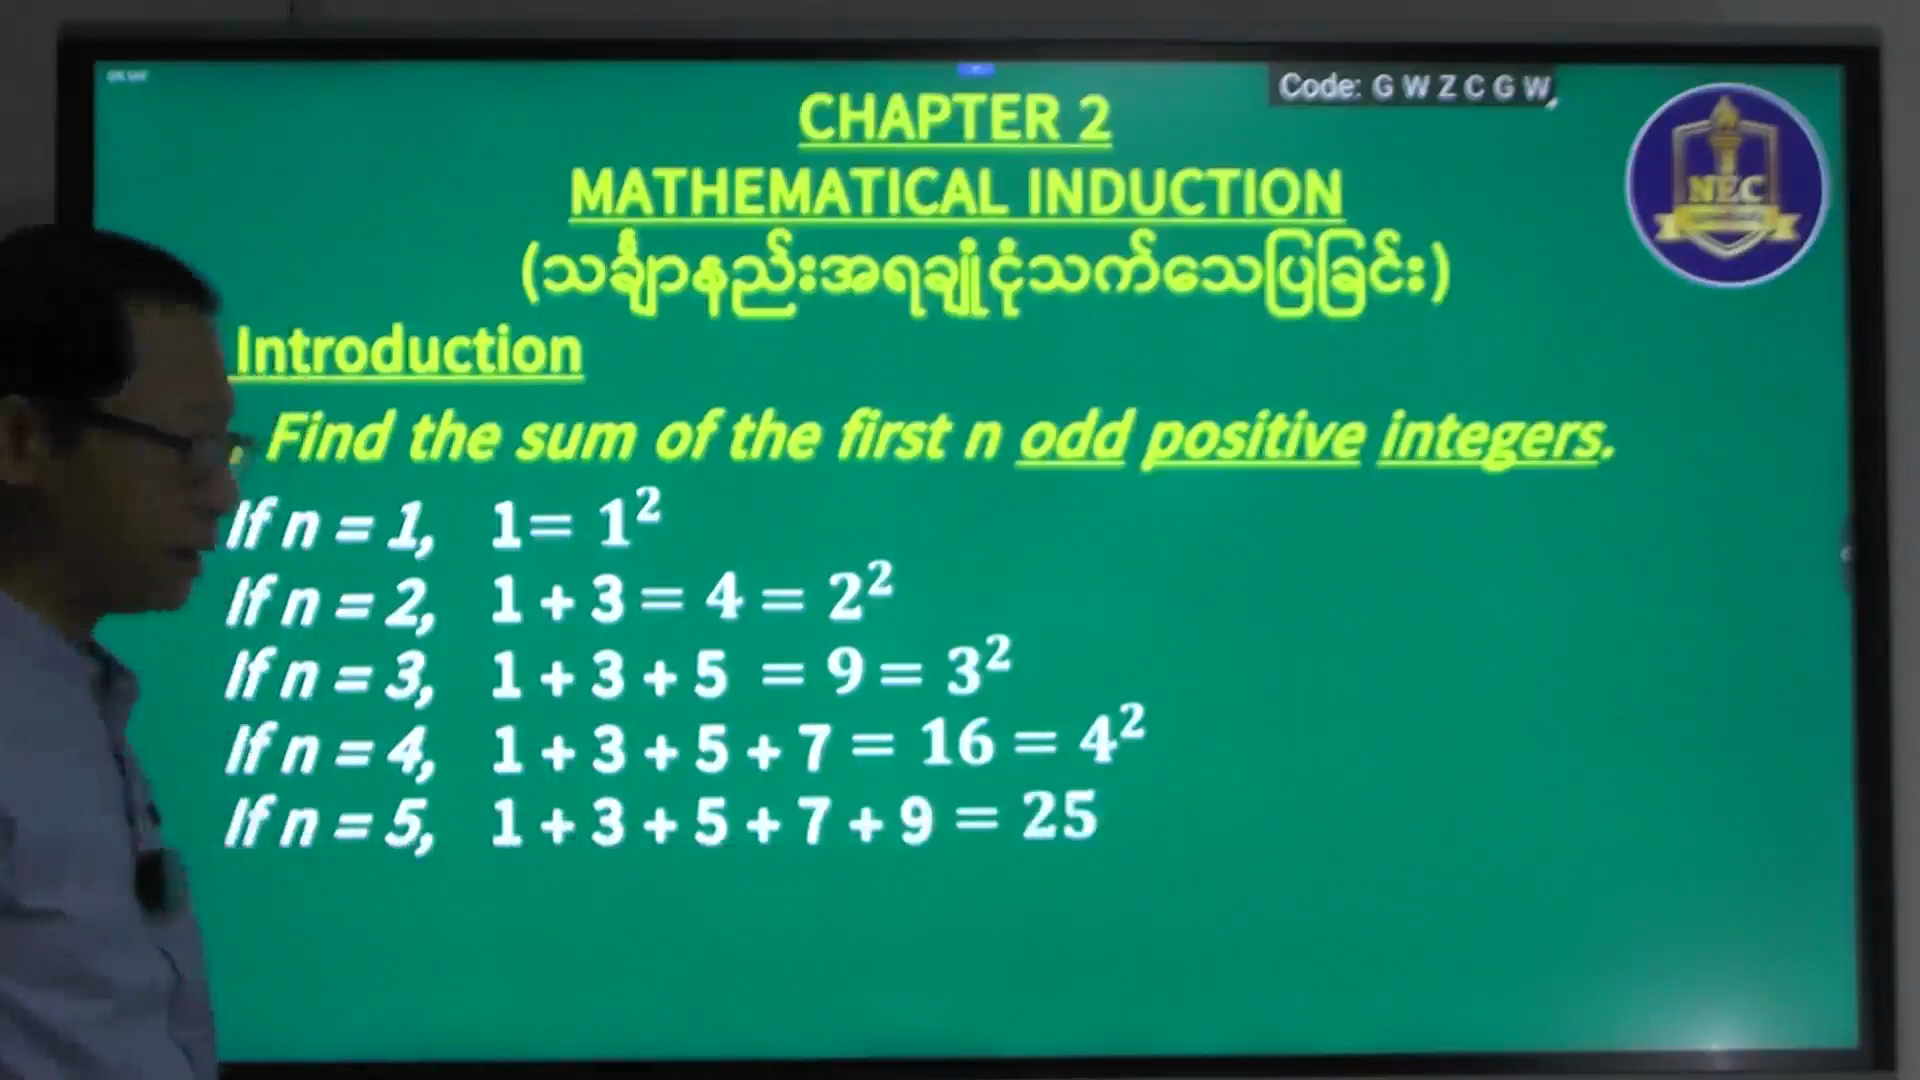 Code: G W Z C G W
CHAPTER 2
MATHEMATICAL INDUCTION
(သင်္ချာနည်းအရချုံငုံသက်သေပြခြင်း)
NEC
Introduction
. Find the sum of the first n odd positive integers.
If n = 1, 1= 1²
If n = 2, 1 + 3 = 4 = 2²
If n = 3, 1 + 3 + 5 = 9 = 3²
If n = 4, 1 + 3 + 5 + 7 = 16 = 4²
If n = 5, 1 + 3 + 5 + 7 + 9 = 25